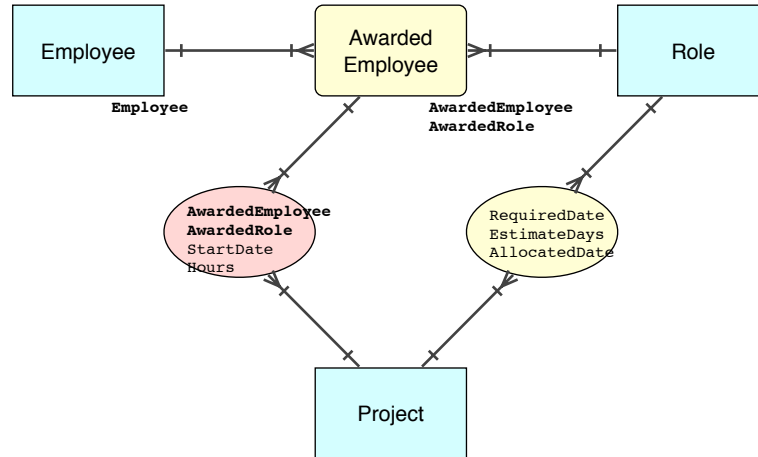 Employee
Awarded
Employee
Role
Employee
AwardedEmployee
AwardedRole
AwardedEmployee
AwardedRole
StartDate
Hours
RequiredDate
EstimateDays
AllocatedDate
Project